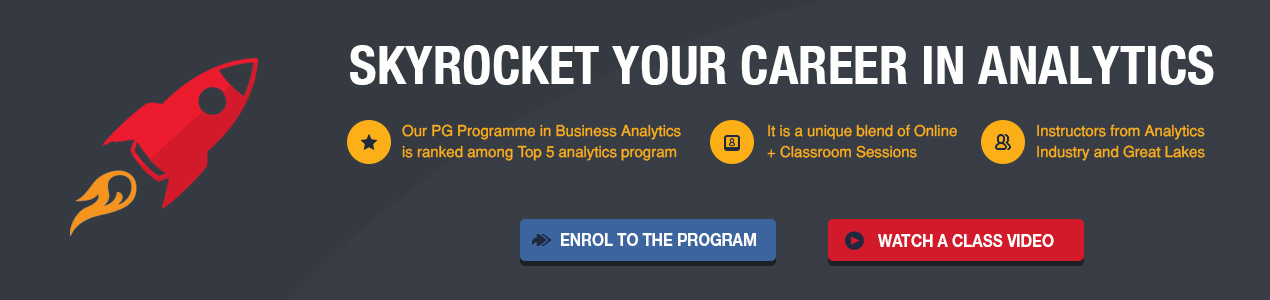 SKYROCKET YOUR CAREER IN ANALYTICS
Our PG Programme in Business Analytics
is ranked among Top 5 analytics program
It is a unique blend of Online
+ Classroom Sessions
Instructors from Analytics
Industry and Great Lakes
ENROL TO THE PROGRAM
WATCH A CLASS VIDEO